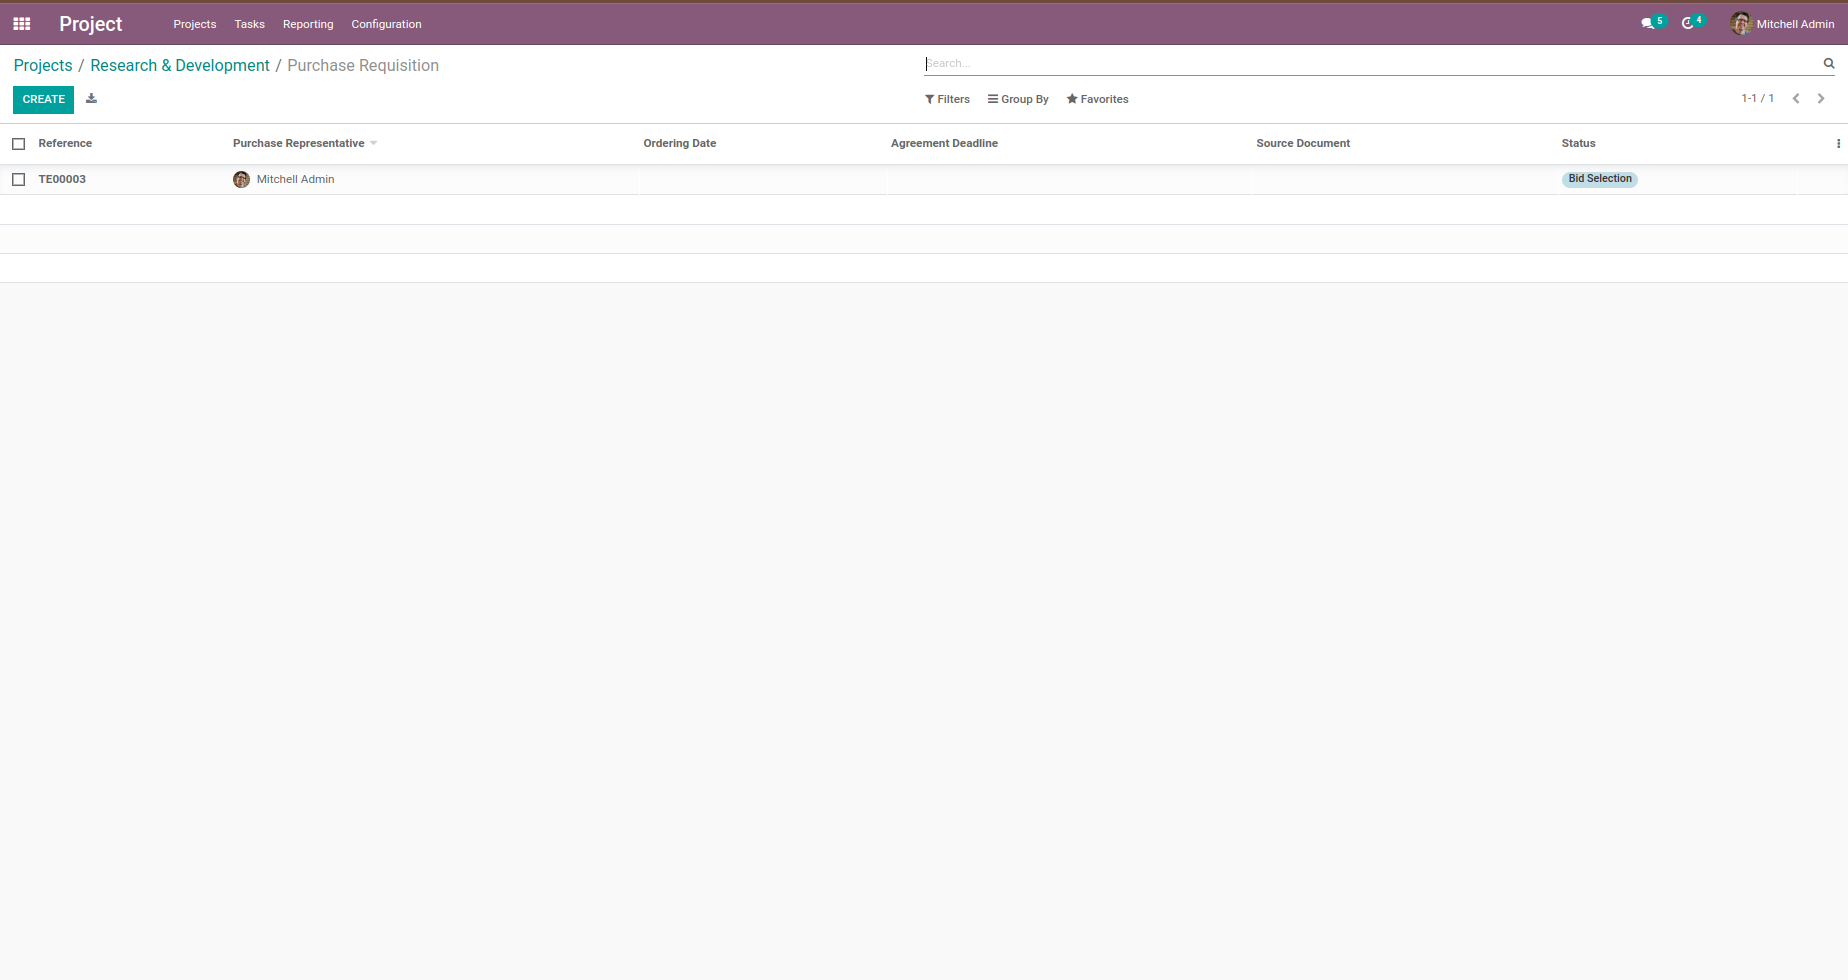 Project Projects Tasks Reporting Configuration 5 4 Mitchell Admin
Projects / Research & Development / Purchase Requisition Search...
CREATE Filters Group By Favorites 1-1 / 1
Reference Purchase Representative Ordering Date Agreement Deadline Source Document Status
TE00003 Mitchell Admin Bid Selection